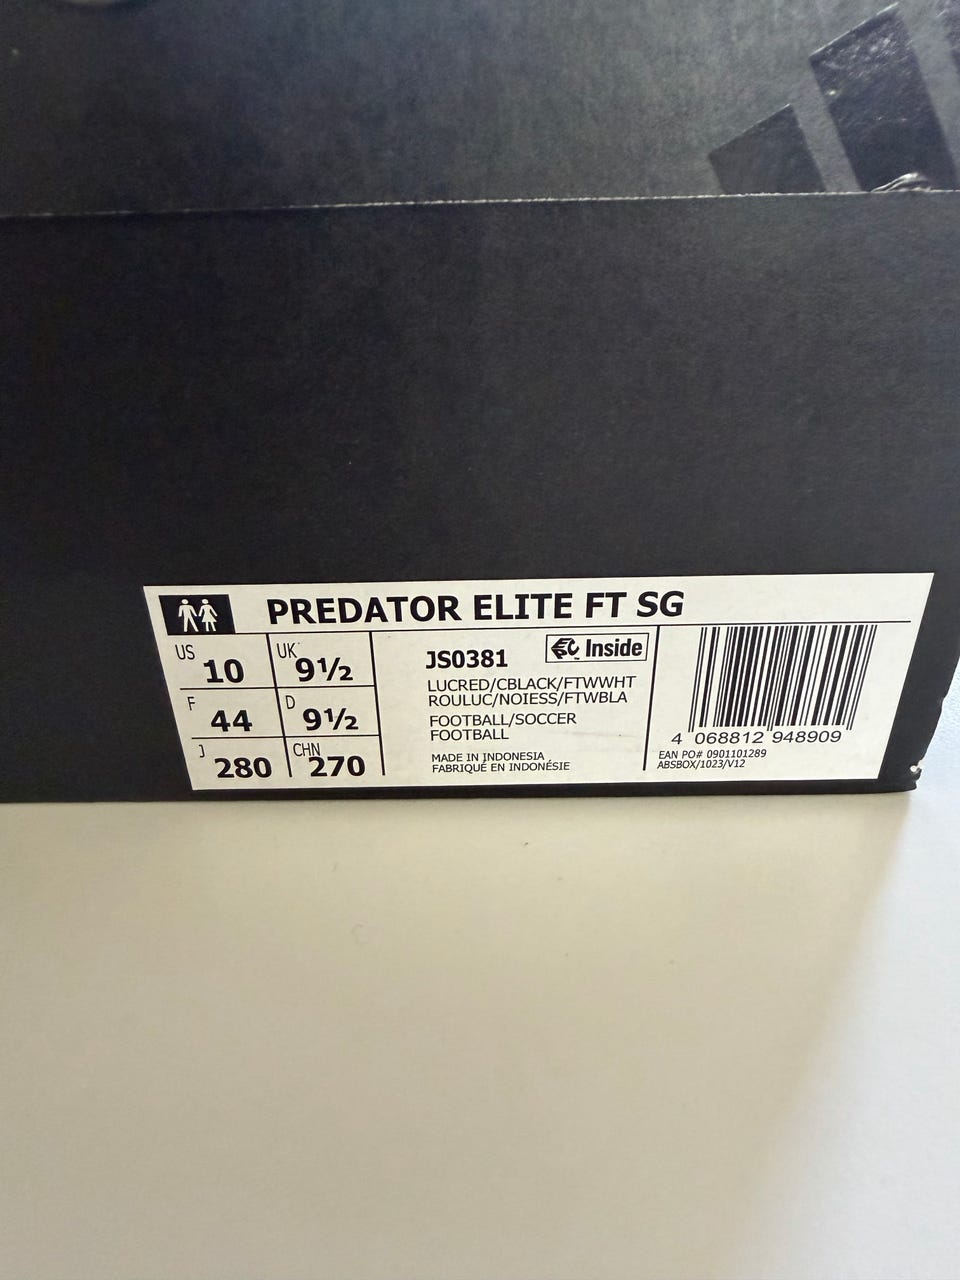 PREDATOR ELITE FT SG
US 10 UK 9½
F 44 D 9½
J 280 CHN 270
JS0381 Inside
LUCRED/CBLACK/FTWWHT
ROULUC/NOIESS/FTWBLA
FOOTBALL/SOCCER
FOOTBALL
MADE IN INDONESIA
FABRIQUÉ EN INDONÉSIE
4 068812 948909
EAN PO# 0901101289
ABSBOX/1023/V12